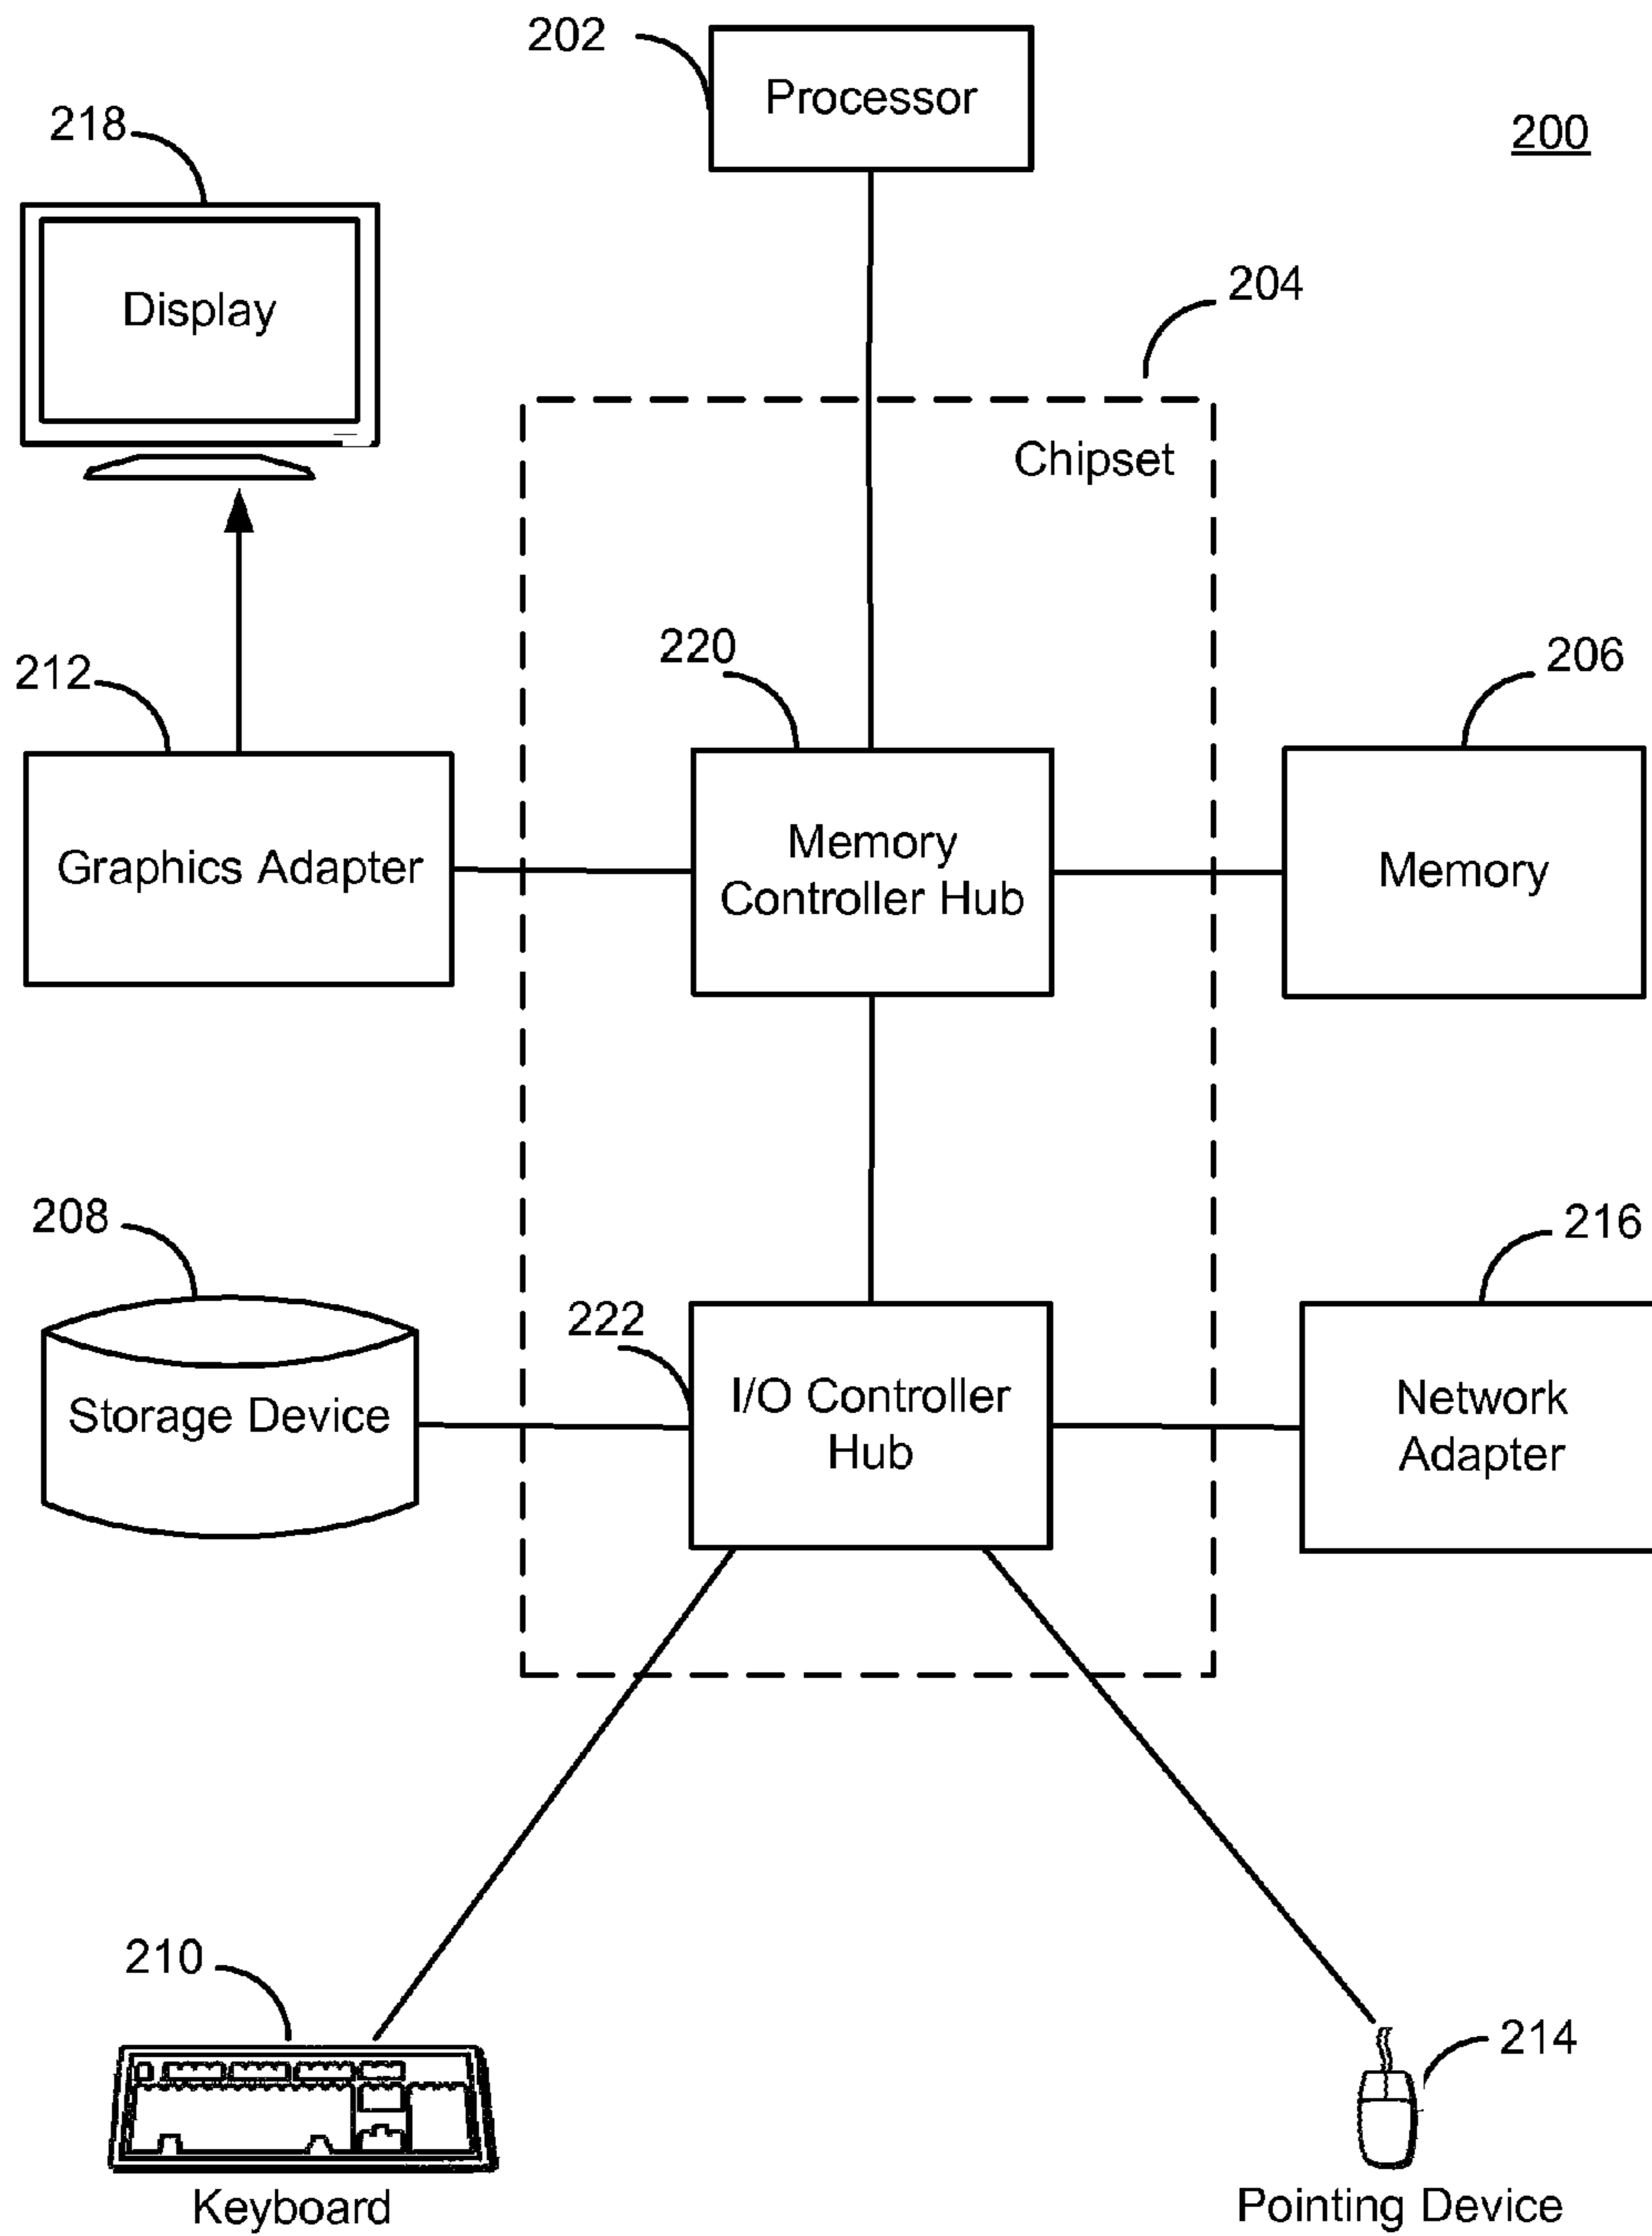 202
Processor
200
218
Display
204
Chipset
220
206
212
Graphics Adapter
Memory
Controller Hub
Memory
208
216
222
Storage Device
I/O Controller
Hub
Network
Adapter
210
214
Keyboard
Pointing Device